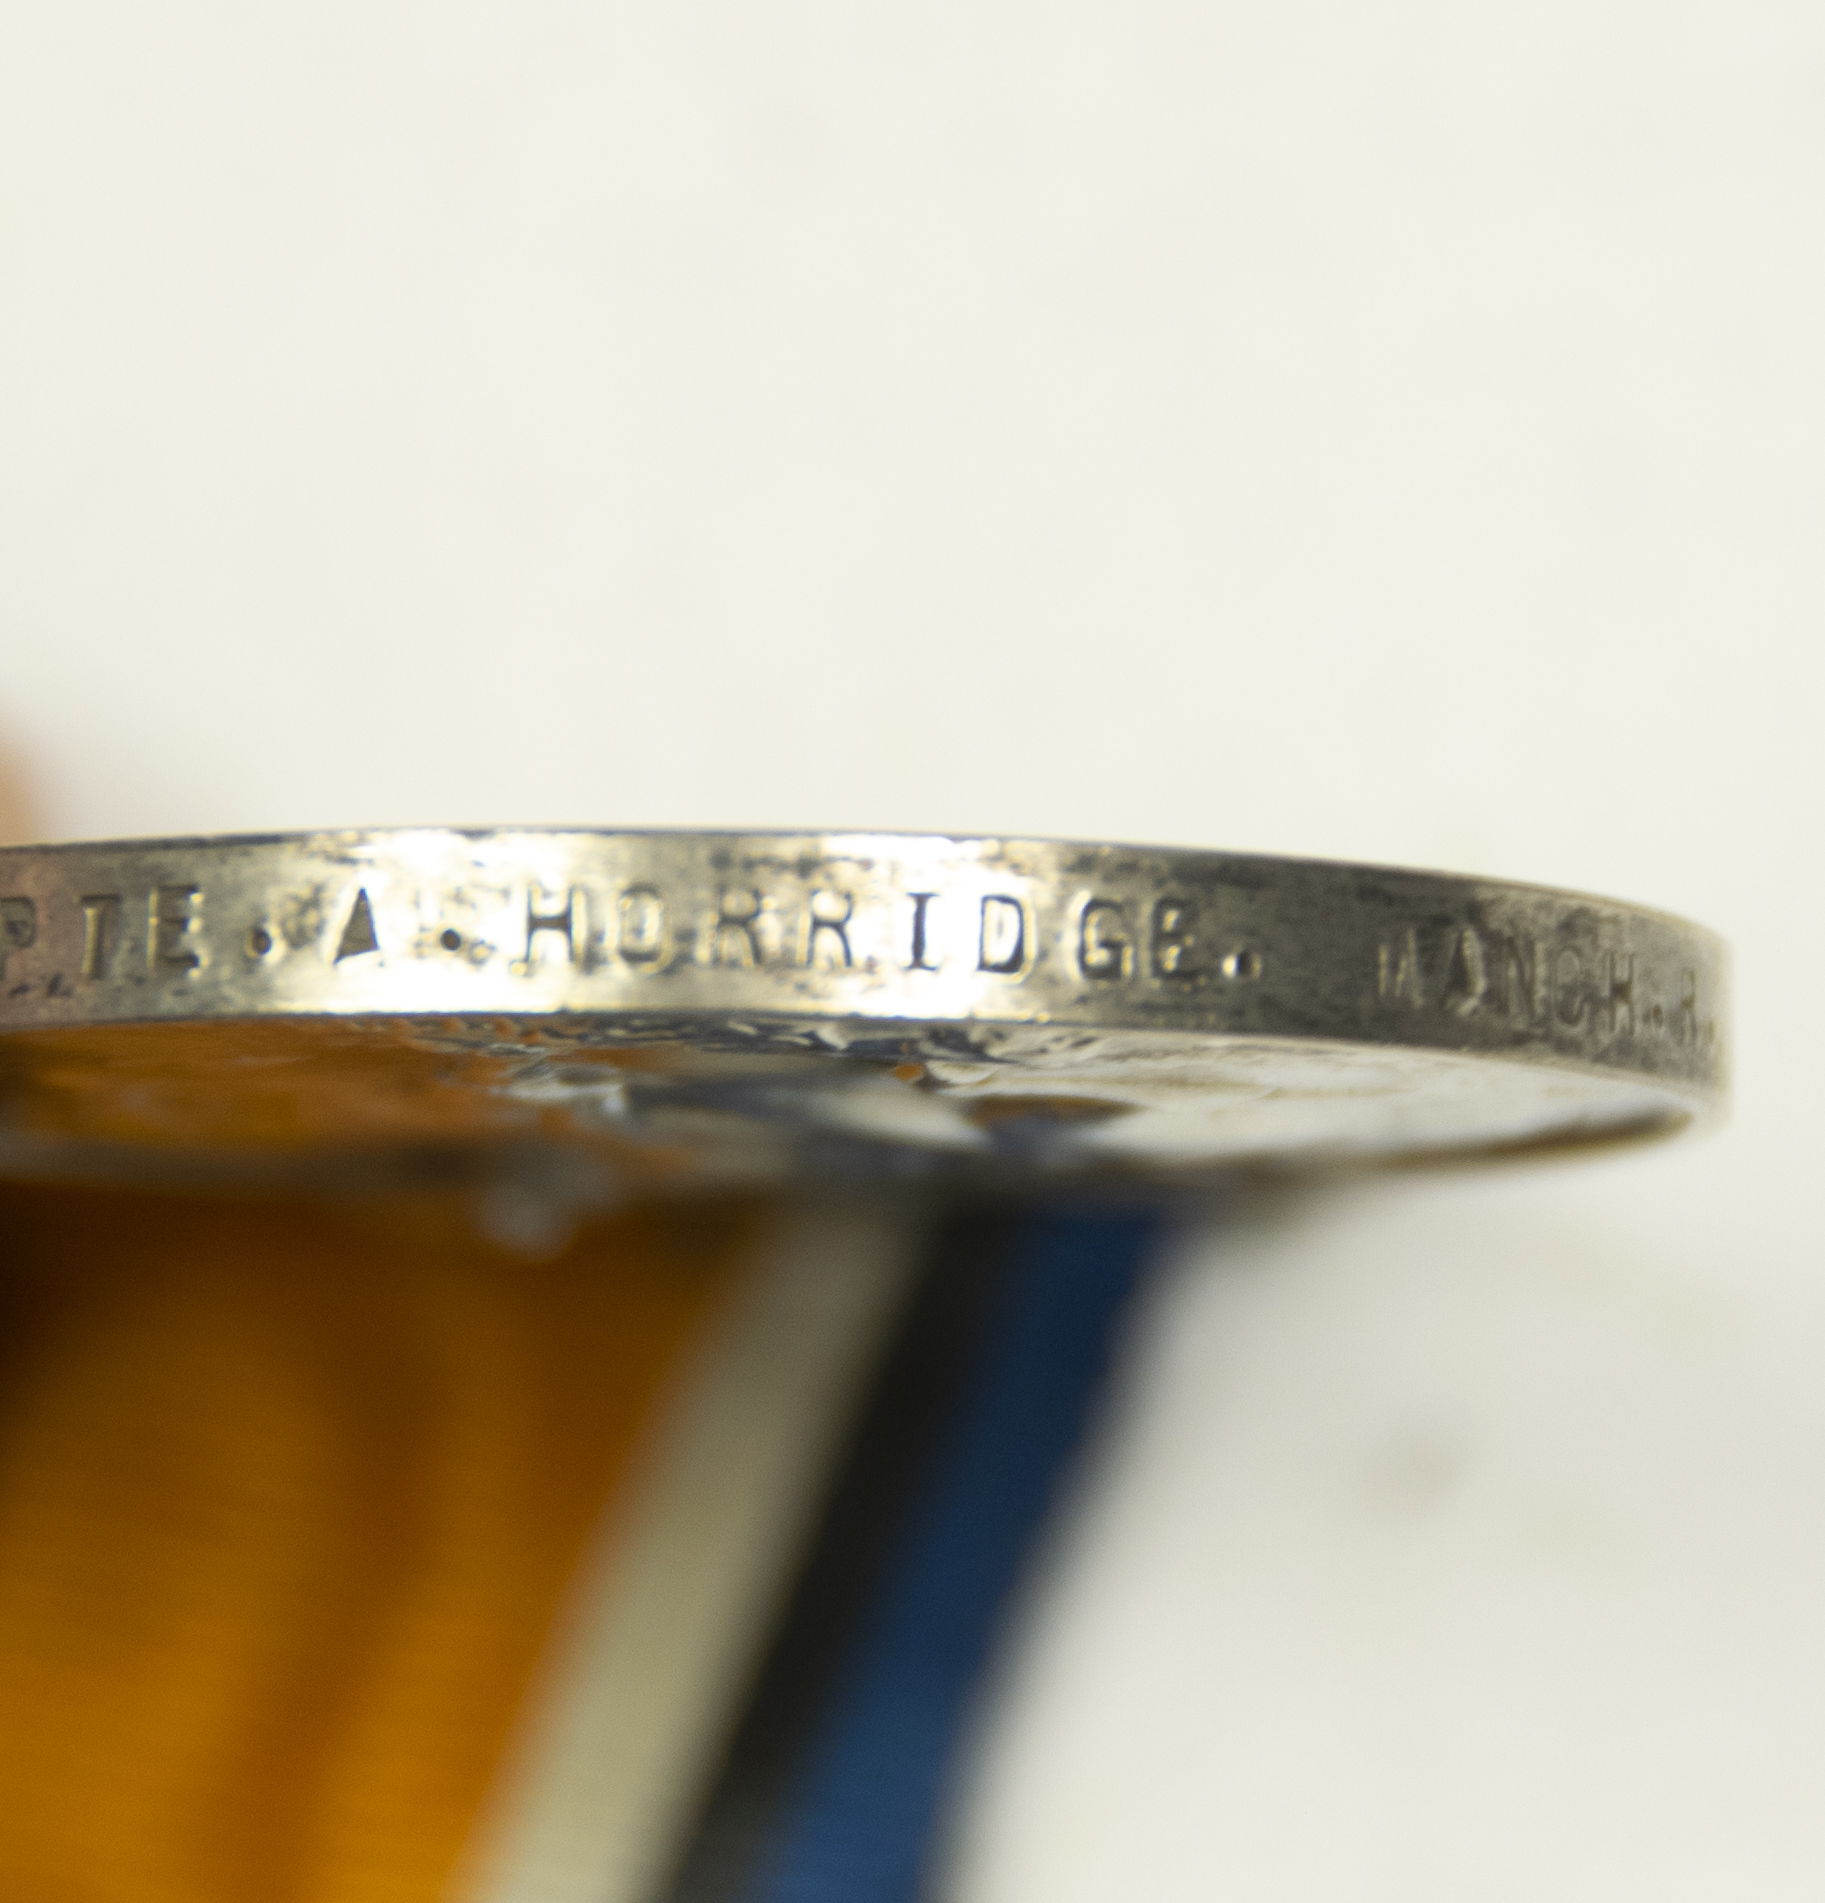 PTE. A. HORRIDGE. MANCH.R.